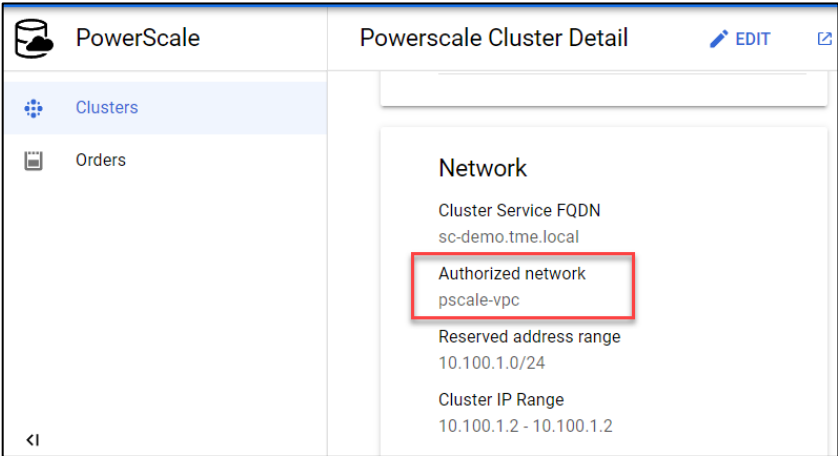 PowerScale
Powerscale Cluster Detail
EDIT
Clusters
Orders
Network
Cluster Service FQDN
sc-demo.tme.local
Authorized network
pscale-vpc
Reserved address range
10.100.1.0/24
Cluster IP Range
10.100.1.2 - 10.100.1.2